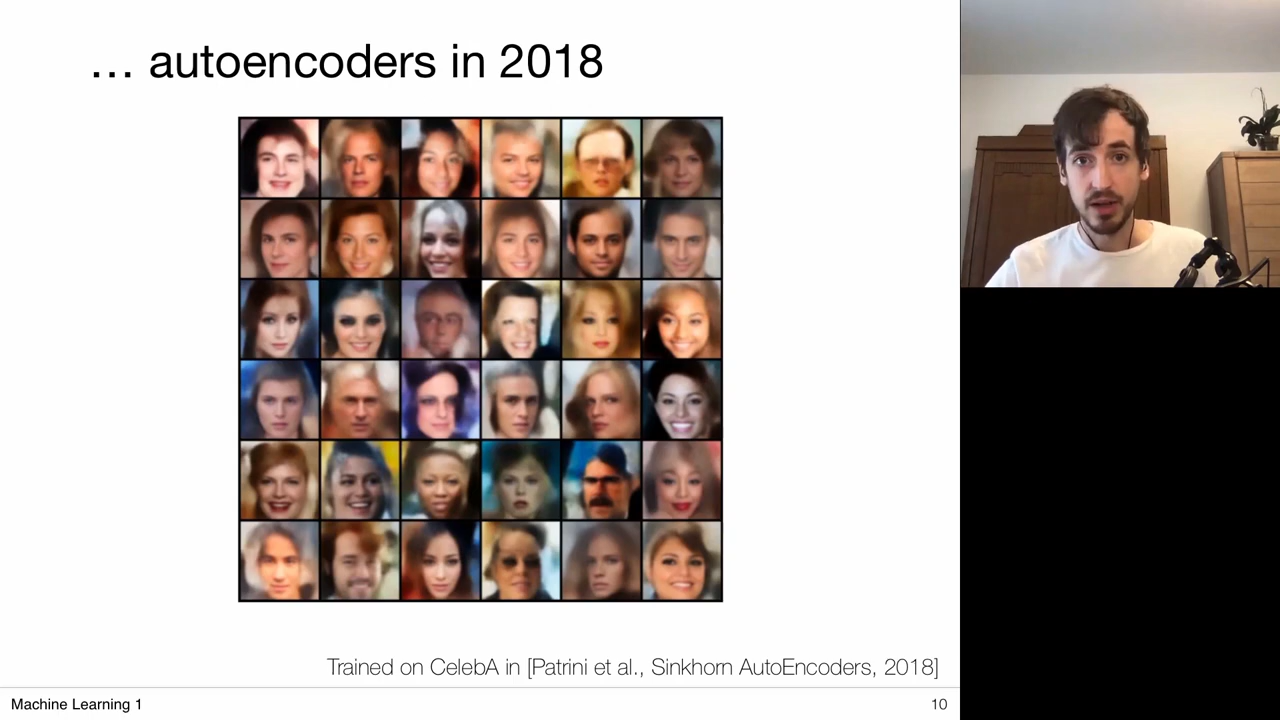 ... autoencoders in 2018
Trained on CelebA in [Patrini et al., Sinkhorn AutoEncoders, 2018]
Machine Learning 1
10